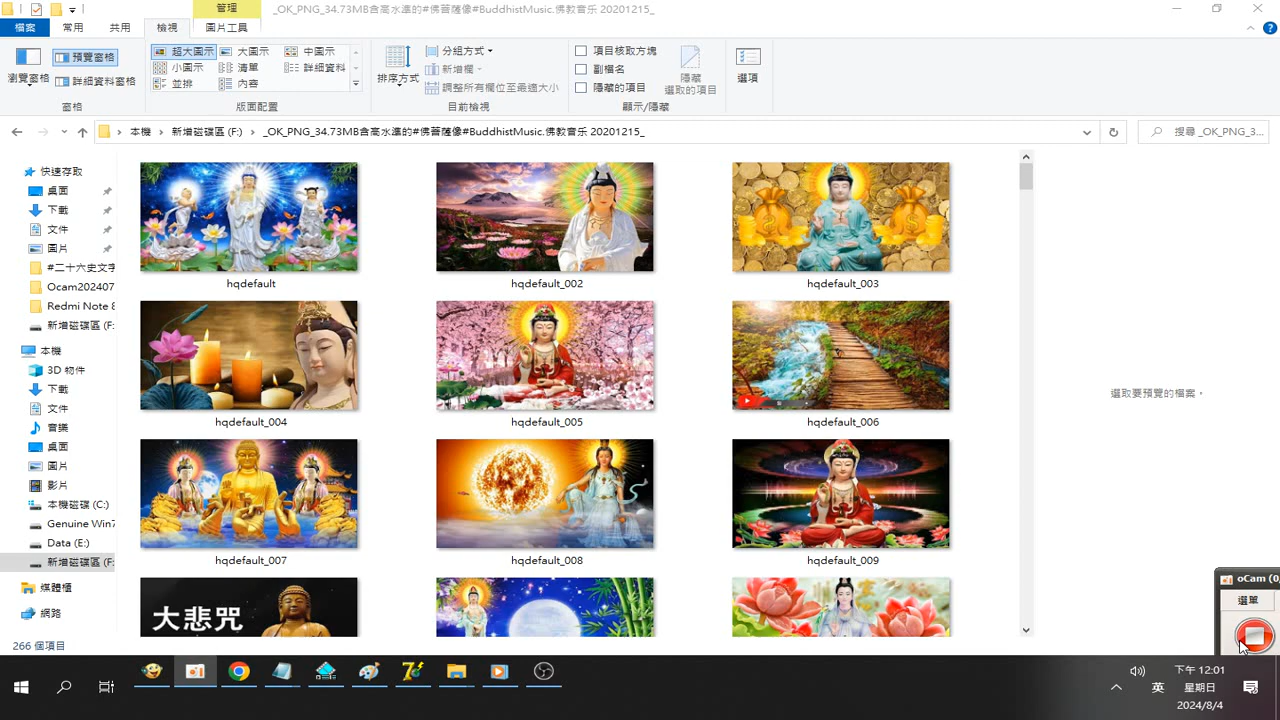 管理
_OK_PNG_34.73MB含高水準的#佛菩薩像#BuddhistMusic.佛教音乐 20201215_
檔案
常用
共用
檢視
圖片工具
瀏覽窗格
預覽窗格
詳細資料窗格
窗格
超大圖示
大圖示
中圖示
小圖示
清單
詳細資料
並排
內容
版面配置
排序方式
分組方式
新增欄
調整所有欄位至最適大小
目前檢視
項目核取方塊
副檔名
隱藏的項目
隱藏
選取的項目
顯示/隱藏
選項
本機 > 新增磁碟區 (F:) > _OK_PNG_34.73MB含高水準的#佛菩薩像#BuddhistMusic.佛教音乐 20201215_
搜尋 _OK_PNG_3...
快速存取
桌面
下載
文件
圖片
#二十六史文字
Ocam202407
Redmi Note 8
新增磁碟區 (F:
本機
3D 物件
下載
文件
音樂
桌面
圖片
影片
本機磁碟 (C:)
Genuine Win7
Data (E:)
新增磁碟區 (F:
媒體櫃
網路
hqdefault
hqdefault_002
hqdefault_003
hqdefault_004
hqdefault_005
hqdefault_006
hqdefault_007
hqdefault_008
hqdefault_009
大悲咒
選取要預覽的檔案。
266 個項目
oCam (0,
選單
英
下午 12:01
星期日
2024/8/4